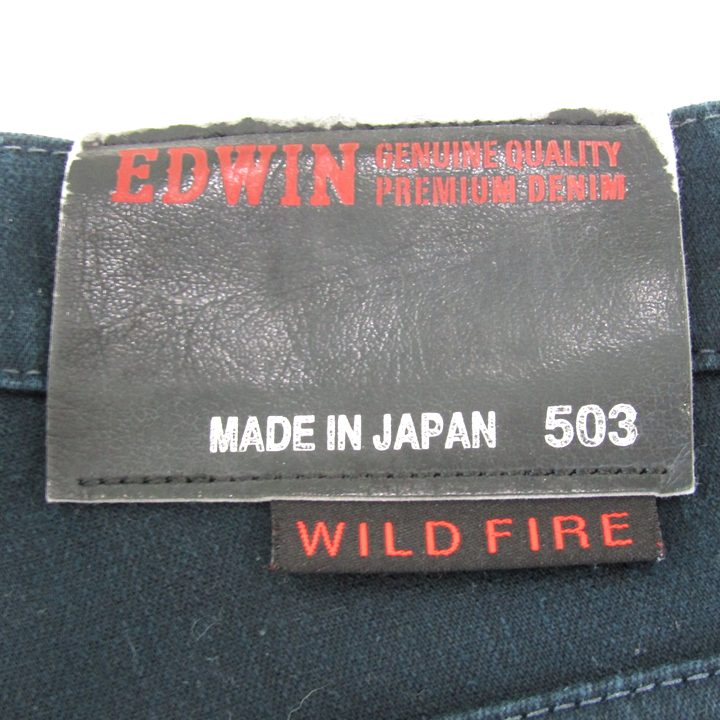 EDWIN GENUINE QUALITY
PREMIUM DENIM
MADE IN JAPAN 503
WILD FIRE